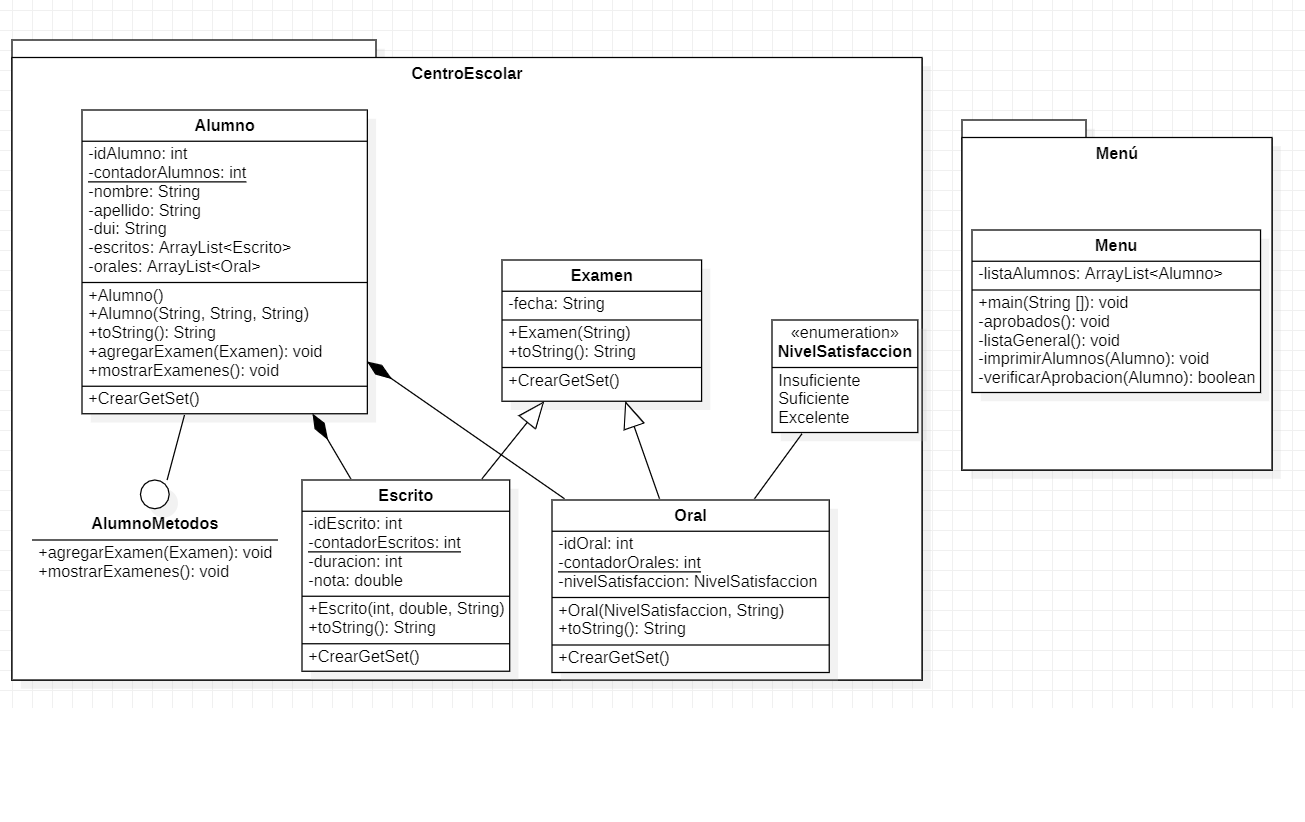 CentroEscolar
Alumno
-idAlumno: int
-contadorAlumnos: int
-nombre: String
-apellido: String
-dui: String
-escritos: ArrayList<Escrito>
-orales: ArrayList<Oral>
+Alumno()
+Alumno(String, String, String)
+toString(): String
+agregarExamen(Examen): void
+mostrarExamenes(): void
+CrearGetSet()
AlumnoMetodos
+agregarExamen(Examen): void
+mostrarExamenes(): void
Examen
-fecha: String
+Examen(String)
+toString(): String
+CrearGetSet()
«enumeration»
NivelSatisfaccion
Insuficiente
Suficiente
Excelente
Escrito
-idEscrito: int
-contadorEscritos: int
-duracion: int
-nota: double
+Escrito(int, double, String)
+toString(): String
+CrearGetSet()
Oral
-idOral: int
-contadorOrales: int
-nivelSatisfaccion: NivelSatisfaccion
+Oral(NivelSatisfaccion, String)
+toString(): String
+CrearGetSet()
Menú
Menu
-listaAlumnos: ArrayList<Alumno>
+main(String []): void
-aprobados(): void
-listaGeneral(): void
-imprimirAlumnos(Alumno): void
-verificarAprobacion(Alumno): boolean